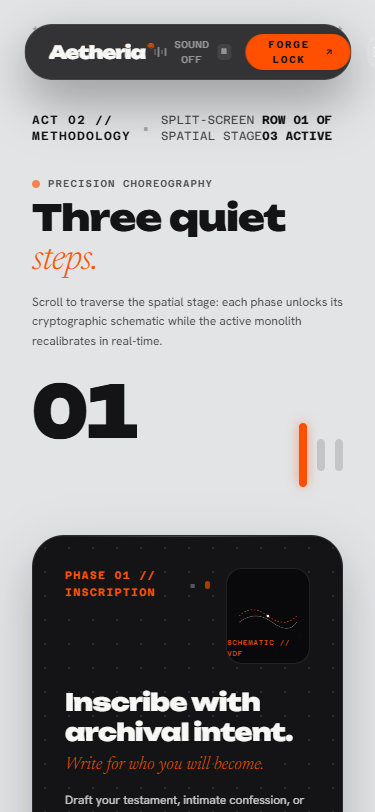 Aetheria
SOUND
OFF
FORGE
LOCK
ACT 02 //
METHODOLOGY
SPLIT-SCREEN
SPATIAL STAGE
ROW 01 OF
03 ACTIVE
PRECISION CHOREOGRAPHY
Three quiet
steps.
Scroll to traverse the spatial stage: each phase unlocks its
cryptographic schematic while the active monolith
recalibrates in real-time.
01
PHASE 01 //
INSCRIPTION
SCHEMATIC //
VDF
Inscribe with
archival intent.
Write for who you will become.
Draft your testament, intimate confession, or